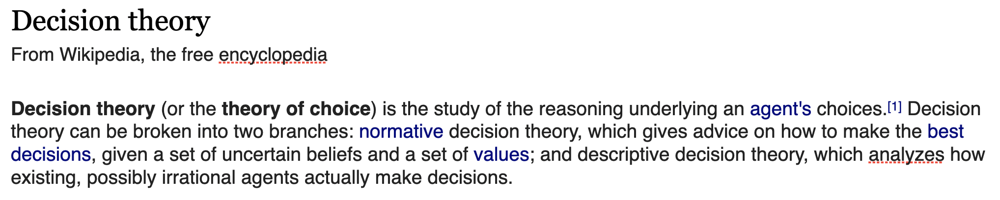 Decision theory
From Wikipedia, the free encyclopedia
Decision theory (or the theory of choice) is the study of the reasoning underlying an agent's choices.[1] Decision
theory can be broken into two branches: normative decision theory, which gives advice on how to make the best
decisions, given a set of uncertain beliefs and a set of values; and descriptive decision theory, which analyzes how
existing, possibly irrational agents actually make decisions.